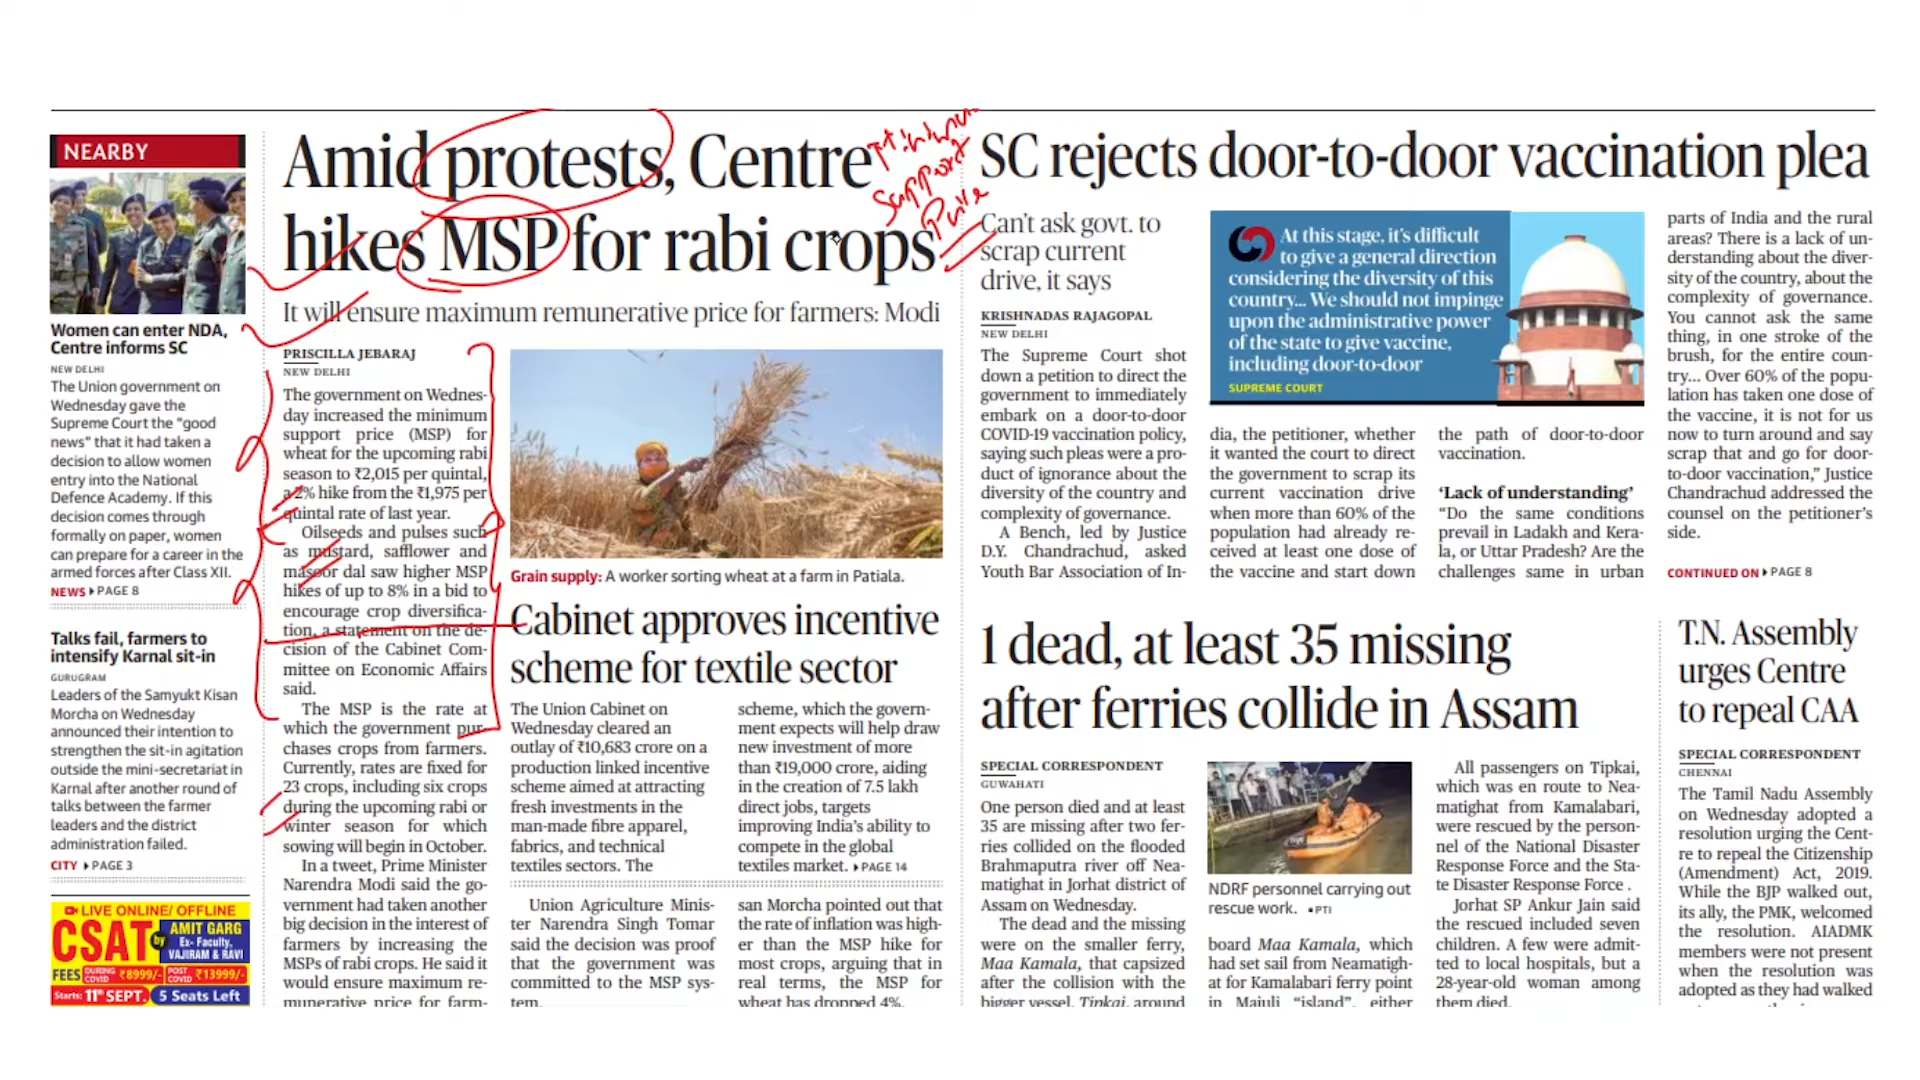 NEARBY
Women can enter NDA,
Centre informs SC
NEW DELHI
The Union government on
Wednesday gave the
Supreme Court the “good
news” that it had taken a
decision to allow women
entry into the National
Defence Academy. If this
decision comes through
formally on paper, women
can prepare for a career in the
armed forces after Class XII.
NEWS ▸ PAGE 8
Talks fail, farmers to
intensify Karnal sit-in
GURUGRAM
Leaders of the Samyukt Kisan
Morcha on Wednesday
announced their intention to
strengthen the sit-in agitation
outside the mini-secretariat in
Karnal after another round of
talks between the farmer
leaders and the district
administration failed.
CITY ▸ PAGE 3
LIVE ONLINE/ OFFLINE
CSAT by AMIT GARG
Ex- Faculty,
VAJIRAM & RAVI
FEES DURING COVID ₹8999/- POST COVID ₹13999/-
Starts: 11th SEPT. 5 Seats Left
Amid protests, Centre
hikes MSP for rabi crops
Minimum
Support
Price
It will ensure maximum remunerative price for farmers: Modi
PRISCILLA JEBARAJ
NEW DELHI
The government on Wednes-
day increased the minimum
support price (MSP) for
wheat for the upcoming rabi
season to ₹2,015 per quintal,
a 2% hike from the ₹1,975 per
quintal rate of last year.
Oilseeds and pulses such
as mustard, safflower and
masoor dal saw higher MSP
hikes of up to 8% in a bid to
encourage crop diversifica-
tion, a statement on the de-
cision of the Cabinet Com-
mittee on Economic Affairs
said.
The MSP is the rate at
which the government pur-
chases crops from farmers.
Currently, rates are fixed for
23 crops, including six crops
during the upcoming rabi or
winter season for which
sowing will begin in October.
In a tweet, Prime Minister
Narendra Modi said the go-
vernment had taken another
big decision in the interest of
farmers by increasing the
MSPs of rabi crops. He said it
would ensure maximum re-
munerative price for farm-
Grain supply: A worker sorting wheat at a farm in Patiala.
Cabinet approves incentive
scheme for textile sector
The Union Cabinet on
Wednesday cleared an
outlay of ₹10,683 crore on a
production linked incentive
scheme aimed at attracting
fresh investments in the
man-made fibre apparel,
fabrics, and technical
textiles sectors. The
scheme, which the govern-
ment expects will help draw
new investment of more
than ₹19,000 crore, aiding
in the creation of 7.5 lakh
direct jobs, targets
improving India’s ability to
compete in the global
textiles market. ▸ PAGE 14
Union Agriculture Minis-
ter Narendra Singh Tomar
said the decision was proof
that the government was
committed to the MSP sys-
tem.
san Morcha pointed out that
the rate of inflation was high-
er than the MSP hike for
most crops, arguing that in
real terms, the MSP for
wheat has dropped 4%.
SC rejects door-to-door vaccination plea
Can’t ask govt. to
scrap current
drive, it says
KRISHNADAS RAJAGOPAL
NEW DELHI
The Supreme Court shot
down a petition to direct the
government to immediately
embark on a door-to-door
COVID-19 vaccination policy,
saying such pleas were a pro-
duct of ignorance about the
diversity of the country and
complexity of governance.
A Bench, led by Justice
D.Y. Chandrachud, asked
Youth Bar Association of In-
At this stage, it’s difficult
to give a general direction
considering the diversity of this
country... We should not impinge
upon the administrative power
of the state to give vaccine,
including door-to-door
SUPREME COURT
dia, the petitioner, whether
it wanted the court to direct
the government to scrap its
current vaccination drive
when more than 60% of the
population had already re-
ceived at least one dose of
the vaccine and start down
the path of door-to-door
vaccination.
‘Lack of understanding’
“Do the same conditions
prevail in Ladakh and Kera-
la, or Uttar Pradesh? Are the
challenges same in urban
parts of India and the rural
areas? There is a lack of un-
derstanding about the diver-
sity of the country, about the
complexity of governance.
You cannot ask the same
thing, in one stroke of the
brush, for the entire coun-
try... Over 60% of the popu-
lation has taken one dose of
the vaccine, it is not for us
now to turn around and say
scrap that and go for door-
to-door vaccination,” Justice
Chandrachud addressed the
counsel on the petitioner’s
side.
CONTINUED ON ▸ PAGE 8
1 dead, at least 35 missing
after ferries collide in Assam
SPECIAL CORRESPONDENT
GUWAHATI
One person died and at least
35 are missing after two fer-
ries collided on the flooded
Brahmaputra river off Nea-
matighat in Jorhat district of
Assam on Wednesday.
The dead and the missing
were on the smaller ferry,
Maa Kamala, that capsized
after the collision with the
bigger vessel, Tipkai, around
NDRF personnel carrying out
rescue work. ▪ PTI
board Maa Kamala, which
had set sail from Neamatigh-
at for Kamalabari ferry point
in Majuli “island”, either
All passengers on Tipkai,
which was en route to Nea-
matighat from Kamalabari,
were rescued by the person-
nel of the National Disaster
Response Force and the Sta-
te Disaster Response Force .
Jorhat SP Ankur Jain said
the rescued included seven
children. A few were admit-
ted to local hospitals, but a
28-year-old woman among
them died.
T.N. Assembly
urges Centre
to repeal CAA
SPECIAL CORRESPONDENT
CHENNAI
The Tamil Nadu Assembly
on Wednesday adopted a
resolution urging the Cent-
re to repeal the Citizenship
(Amendment) Act, 2019.
While the BJP walked out,
its ally, the PMK, welcomed
the resolution. AIADMK
members were not present
when the resolution was
adopted as they had walked